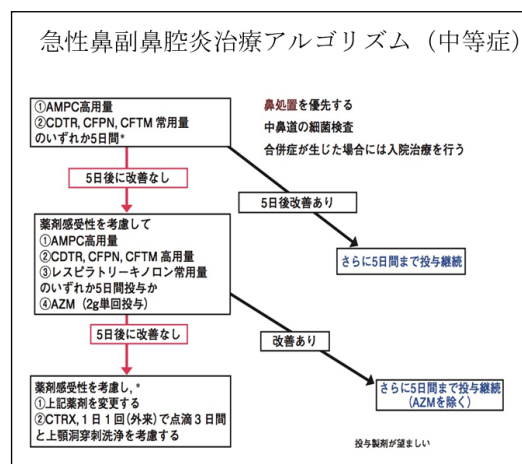 急性鼻副鼻腔炎治療アルゴリズム（中等症）
①AMPC高用量
②CDTR, CFPN, CFTM 常用量
のいずれか5日間*
鼻処置を優先する
中鼻道の細菌検査
合併症が生じた場合には入院治療を行う
5日後に改善なし
5日後改善あり
薬剤感受性を考慮して
①AMPC高用量
②CDTR, CFPN, CFTM 高用量
③レスピラトリーキノロン常用量
のいずれか5日間投与か
④AZM（2g単回投与）
さらに5日間まで投与継続
5日後に改善なし
改善あり
薬剤感受性を考慮し, *
①上記薬剤を変更する
②CTRX, 1日1回(外来)で点滴3日間
と上顎洞穿刺洗浄を考慮する
さらに5日間まで投与継続
(AZMを除く)
投与製剤が望ましい